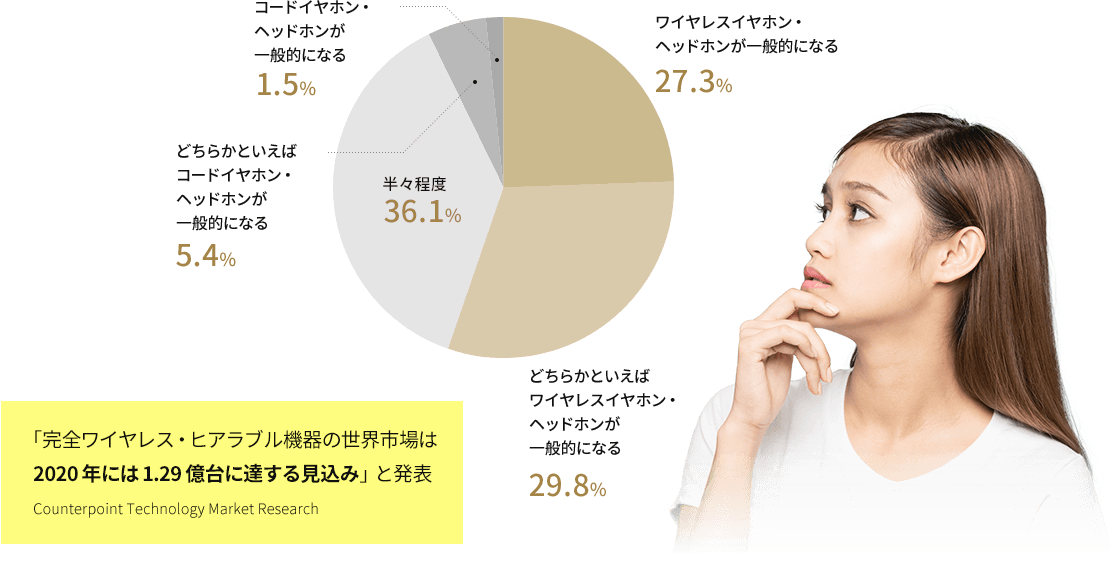 コードイヤホン・
ヘッドホンが
一般的になる
1.5%
ワイヤレスイヤホン・
ヘッドホンが一般的になる
27.3%
どちらかといえば
コードイヤホン・
ヘッドホンが
一般的になる
5.4%
半々程度
36.1%
どちらかといえば
ワイヤレスイヤホン・
ヘッドホンが
一般的になる
29.8%
「完全ワイヤレス・ヒアラブル機器の世界市場は
2020年には1.29億台に達する見込み」と発表
Counterpoint Technology Market Research